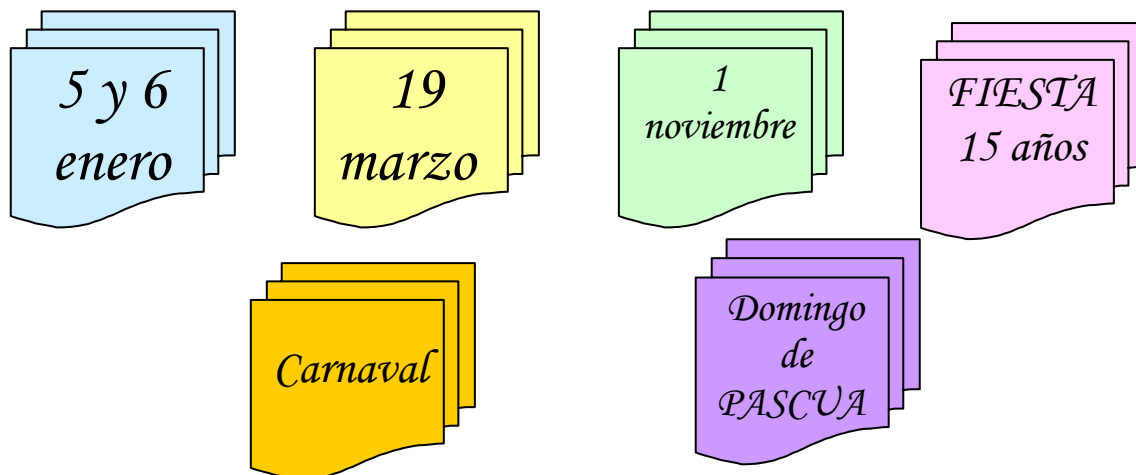 5 y 6
enero
19
marzo
1
noviembre
FIESTA
15 años
Carnaval
Domingo
de
PASCUA